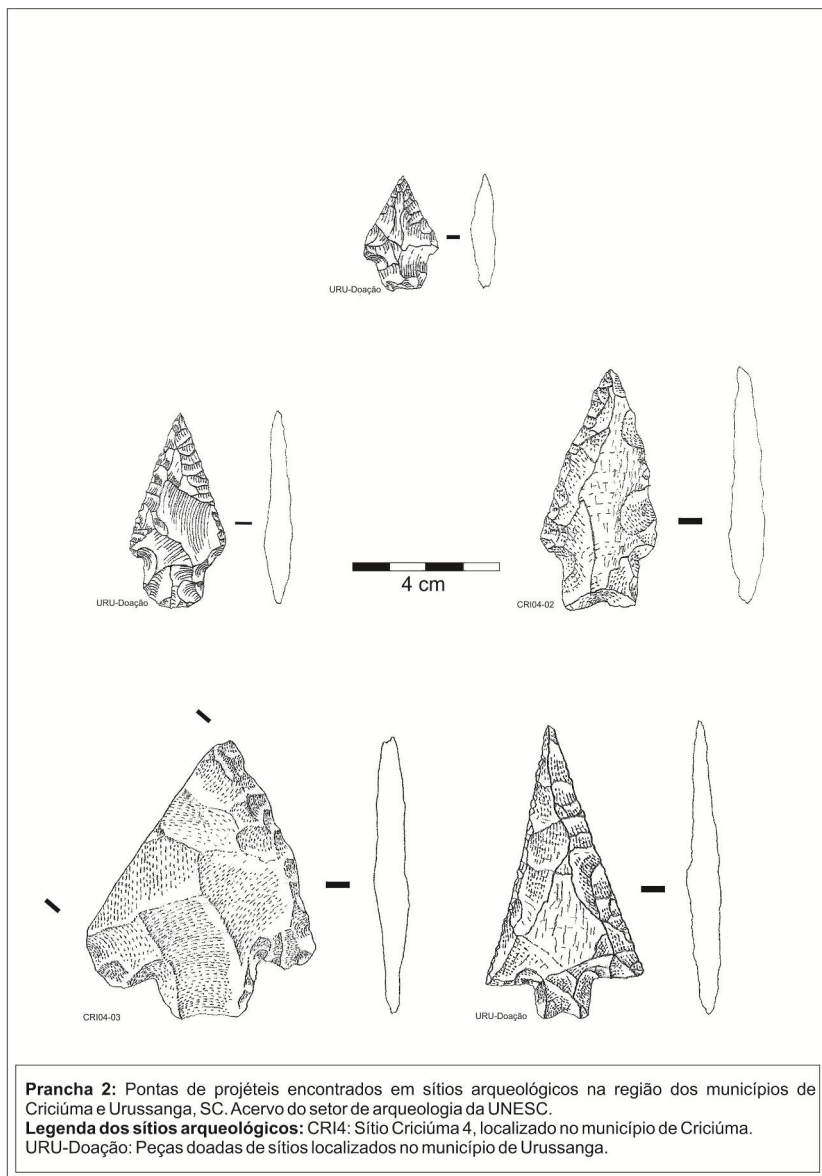 URU-Doação
URU-Doação
4 cm
CRI04-02
CRI04-03
URU-Doação
Prancha 2: Pontas de projéteis encontrados em sítios arqueológicos na região dos municípios de
Criciúma e Urussanga, SC. Acervo do setor de arqueologia da UNESC.
Legenda dos sítios arqueológicos: CRI4: Sítio Criciúma 4, localizado no município de Criciúma.
URU-Doação: Peças doadas de sítios localizados no município de Urussanga.